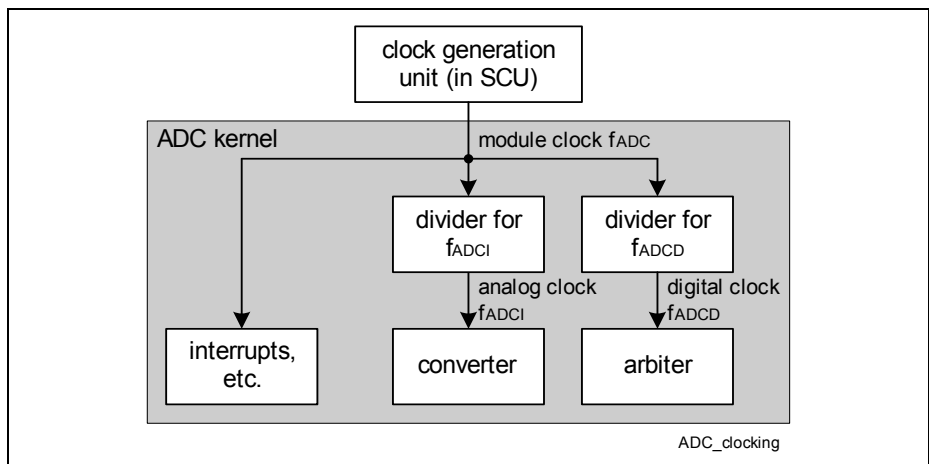 clock generation
unit (in SCU)
ADC kernel
module clock fADC
divider for
fADCI
divider for
fADCD
analog clock
fADCI
digital clock
fADCD
interrupts,
etc.
converter
arbiter
ADC_clocking